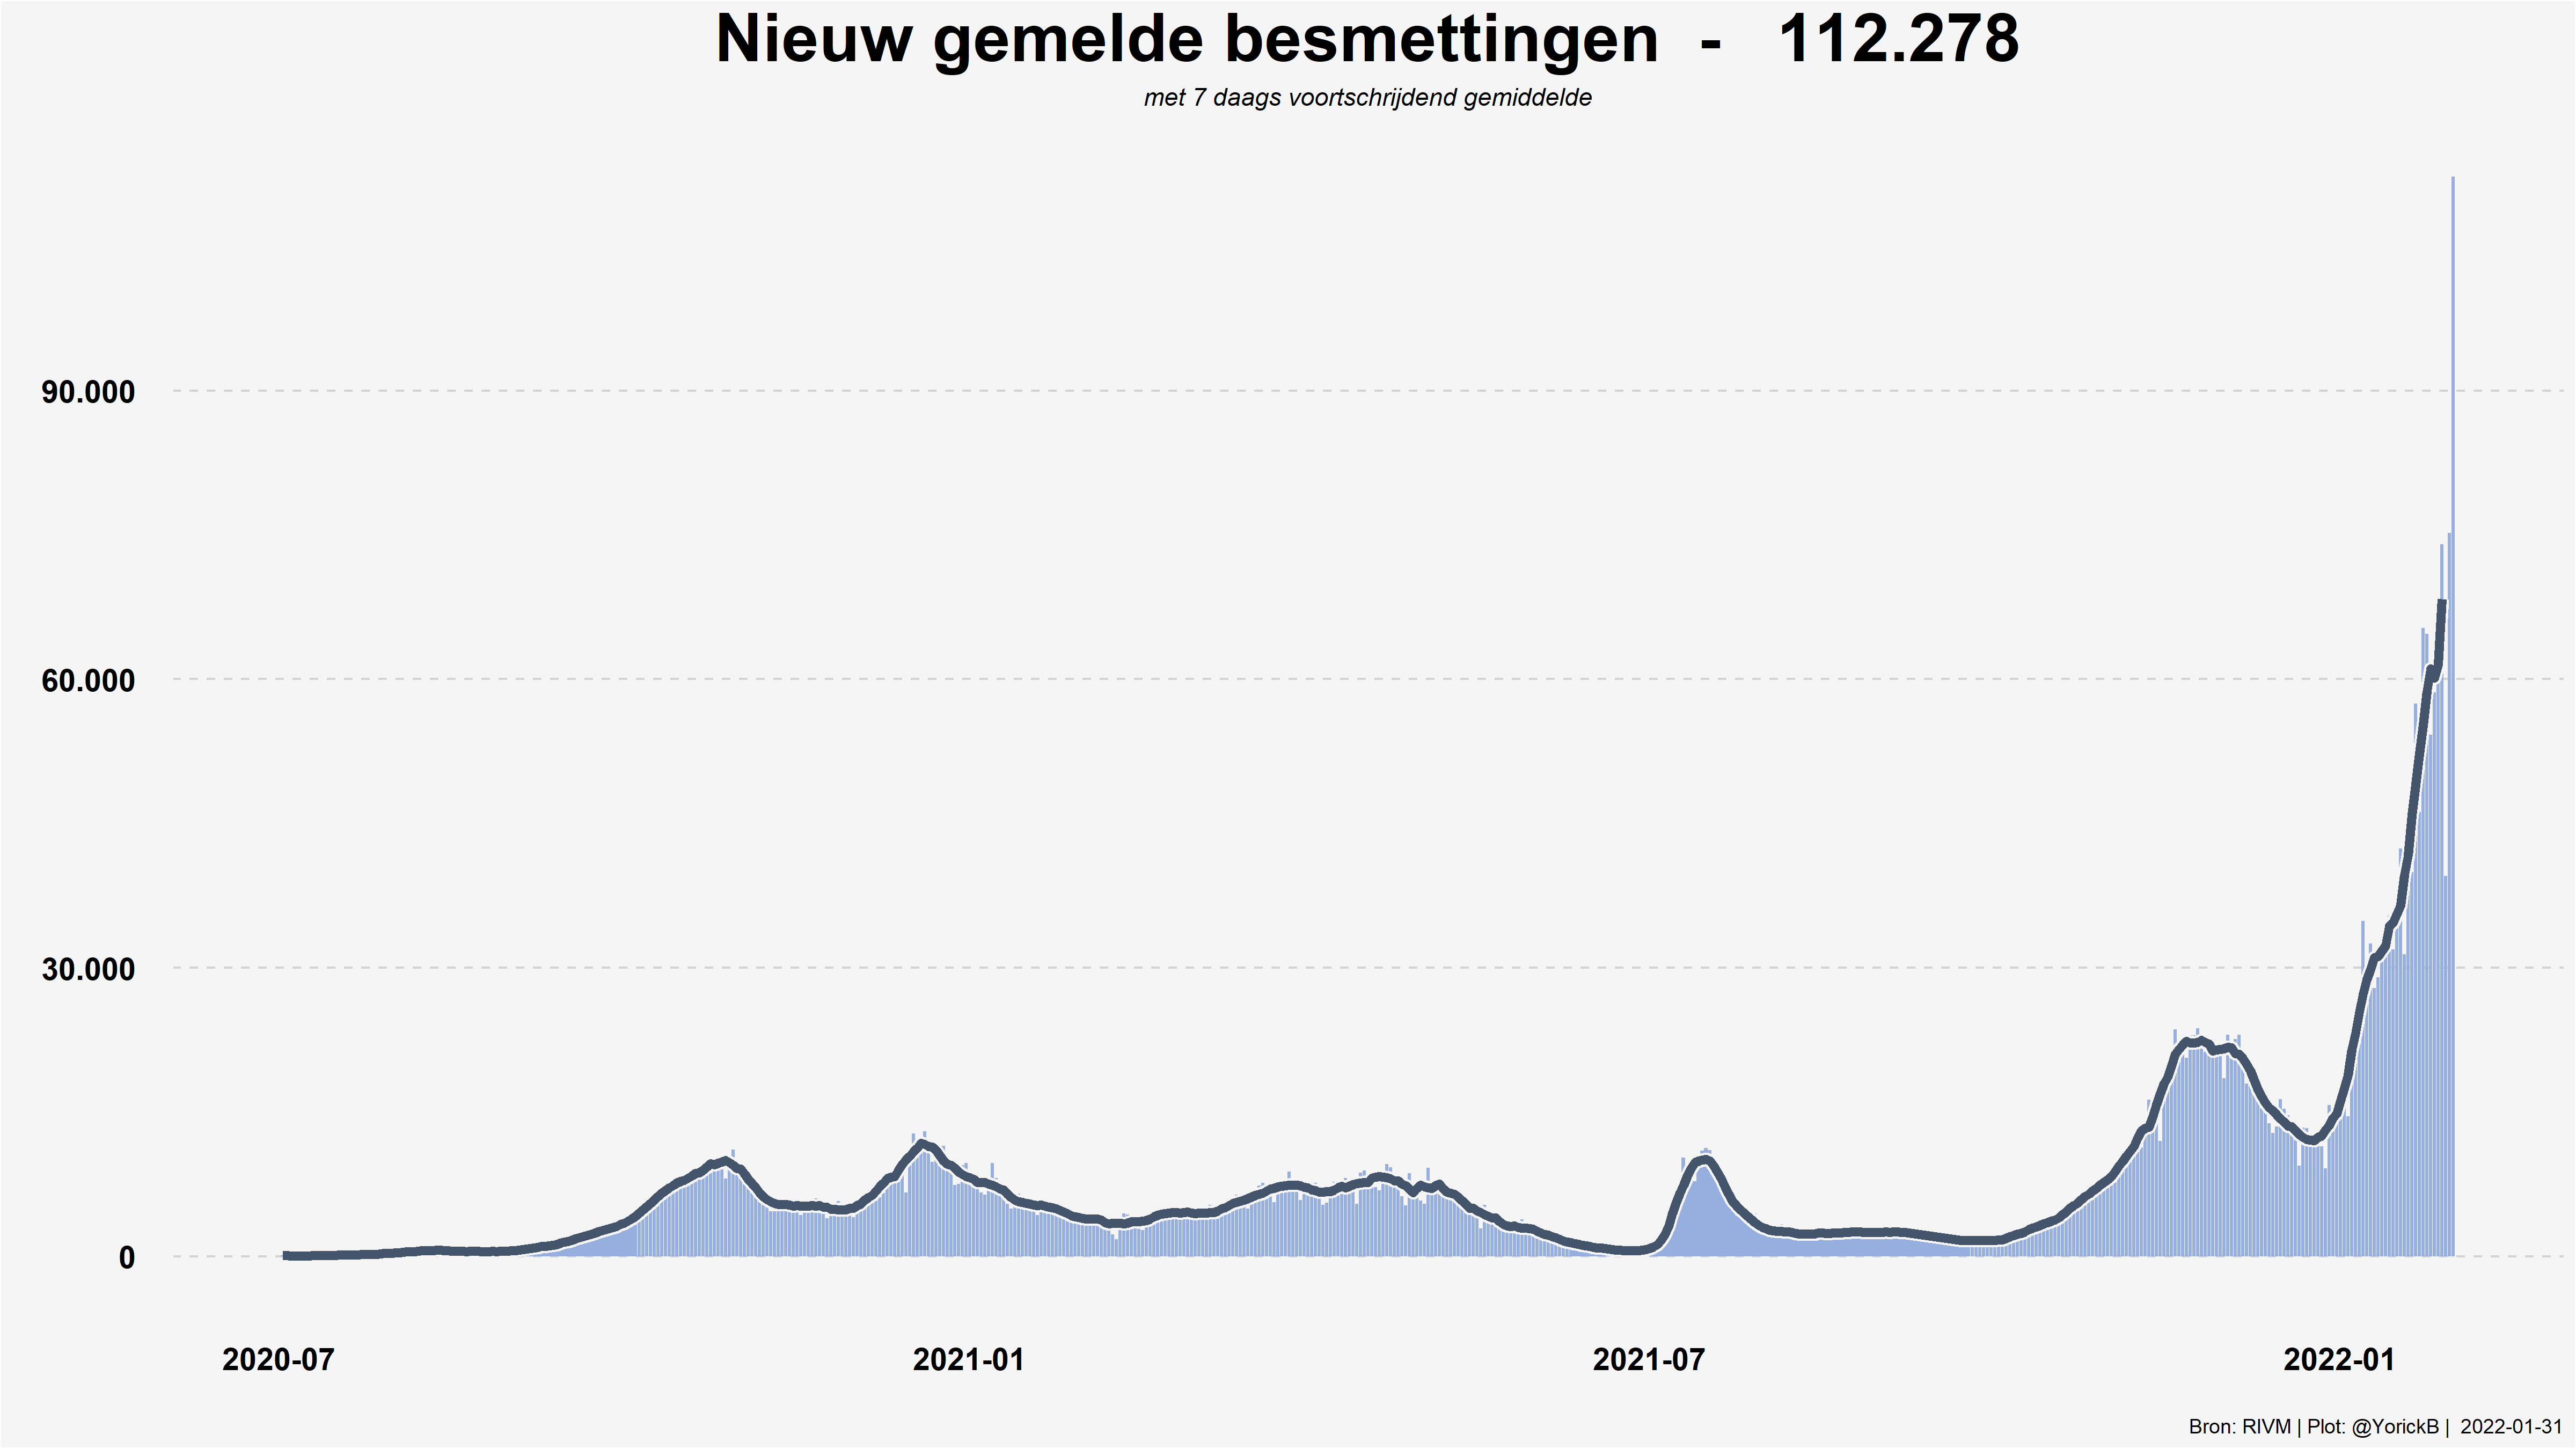 Nieuw gemelde besmettingen - 112.278
met 7 daags voortschrijdend gemiddelde
90.000
60.000
30.000
0
2020-07 2021-01 2021-07 2022-01
Bron: RIVM | Plot: @YorickB | 2022-01-31